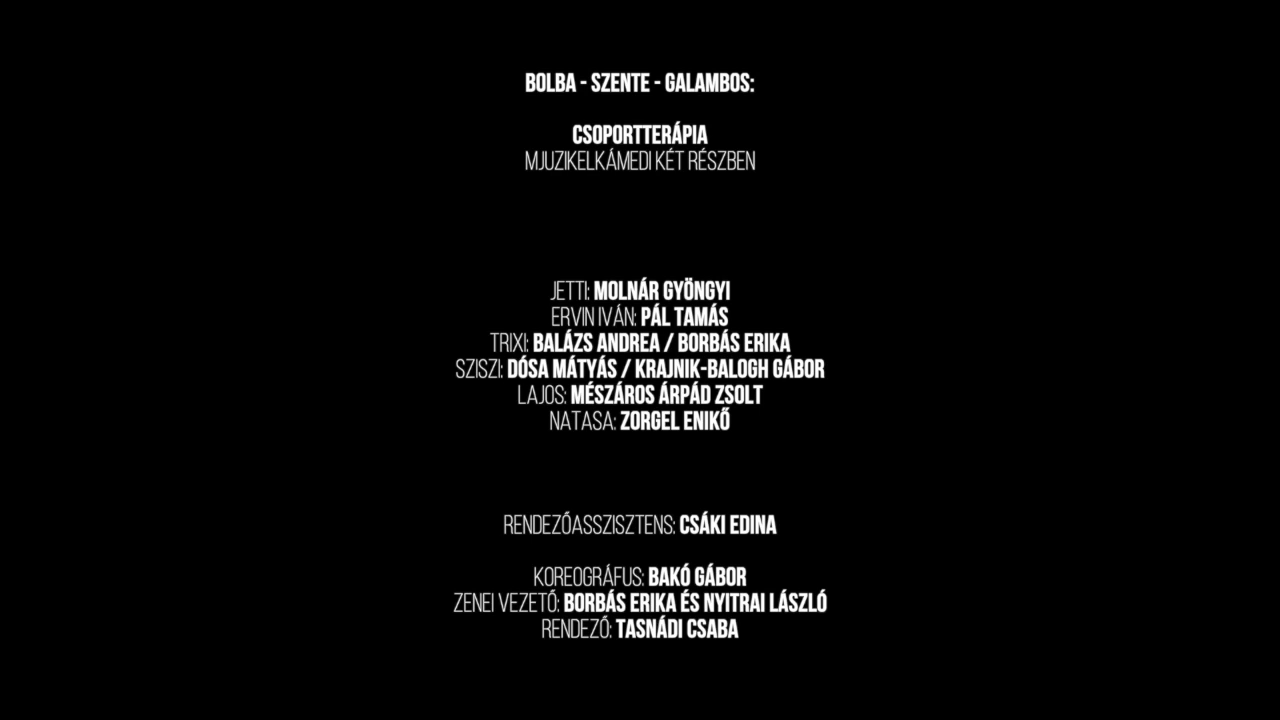 BOLBA - SZENTE - GALAMBOS:
CSOPORTTERÁPIA
MJUZIKELKÁMEDI KÉT RÉSZBEN
JETTI: MOLNÁR GYÖNGYI
ERVIN IVÁN: PÁL TAMÁS
TRIXI: BALÁZS ANDREA / BORBÁS ERIKA
SZISZI: DÓSA MÁTYÁS / KRAJNIK-BALOGH GÁBOR
LAJOS: MÉSZÁROS ÁRPÁD ZSOLT
NATASA: ZORGEL ENIKŐ
RENDEZŐASSZISZTENS: CSÁKI EDINA
KOREOGRÁFUS: BAKÓ GÁBOR
ZENEI VEZETŐ: BORBÁS ERIKA ÉS NYITRAI LÁSZLÓ
RENDEZŐ: TASNÁDI CSABA